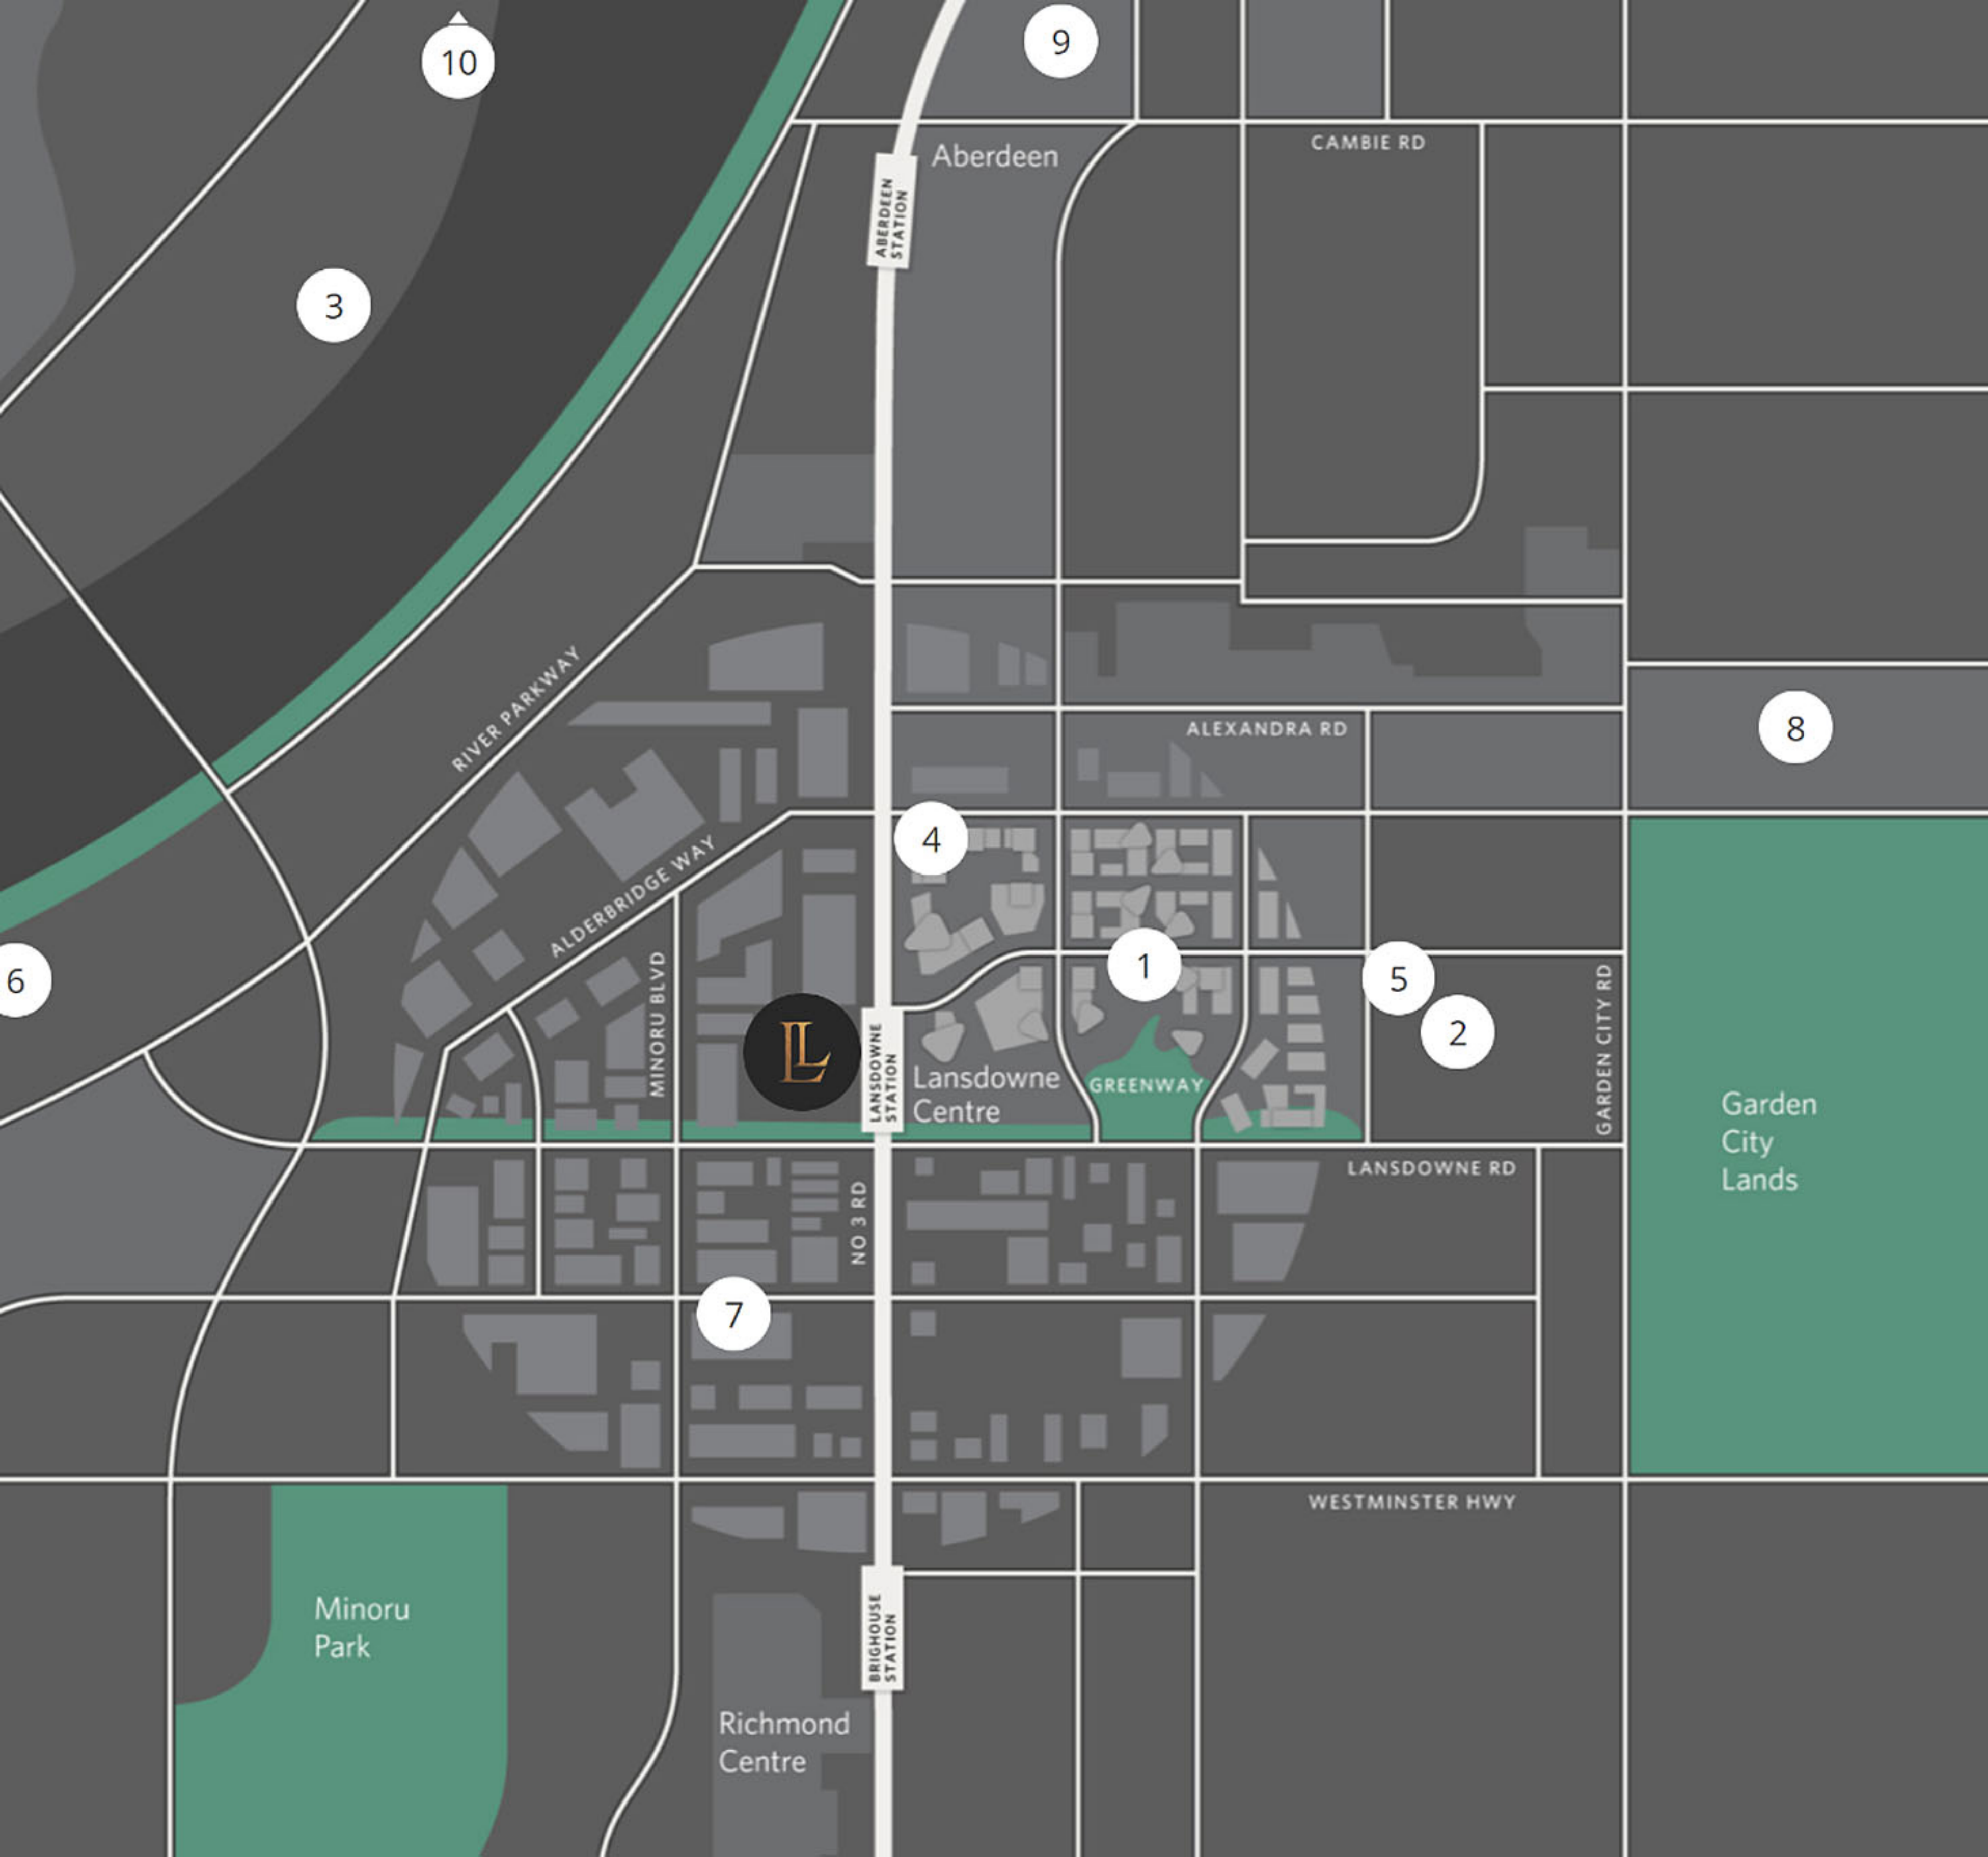 10
9
CAMBIE RD
Aberdeen
ABERDEEN
STATION
3
RIVER PARKWAY
ALEXANDRA RD
8
4
ALDERBRIDGE WAY
6
1
5
2
MINORU BLVD
LL
LANSDOWNE
STATION
Lansdowne
Centre
GREENWAY
GARDEN CITY RD
Garden
City
Lands
LANSDOWNE RD
NO 3 RD
7
WESTMINSTER HWY
Minoru
Park
BRIGHOUSE
STATION
Richmond
Centre